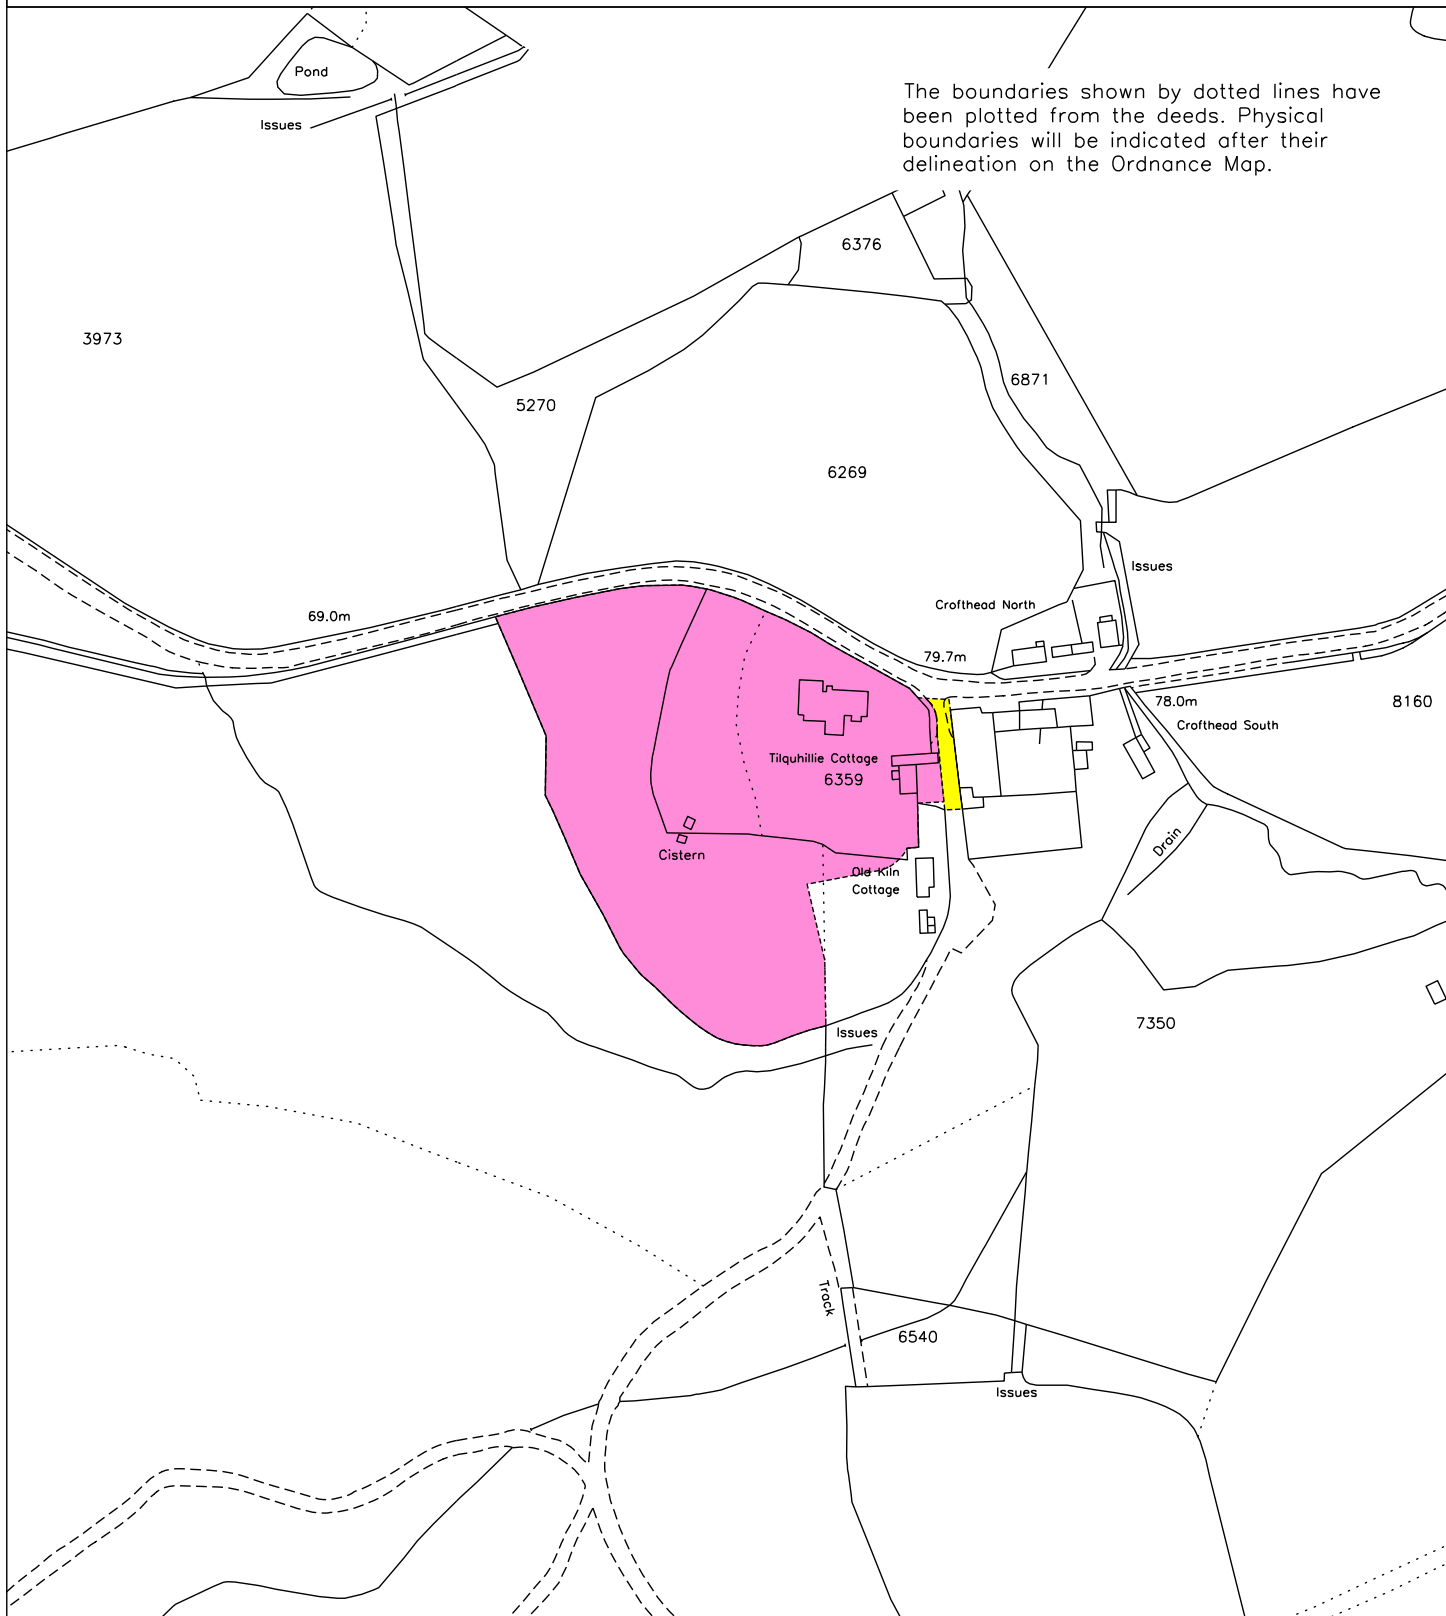 Pond
Issues
The boundaries shown by dotted lines have
been plotted from the deeds. Physical
boundaries will be indicated after their
delineation on the Ordnance Map.
6376
3973
6871
5270
6269
Issues
Crofthead North
69.0m
79.7m
78.0m
8160
Crofthead South
Tilquhillie Cottage
6359
Drain
Cistern
Old Kiln
Cottage
7350
Issues
Track
6540
Issues